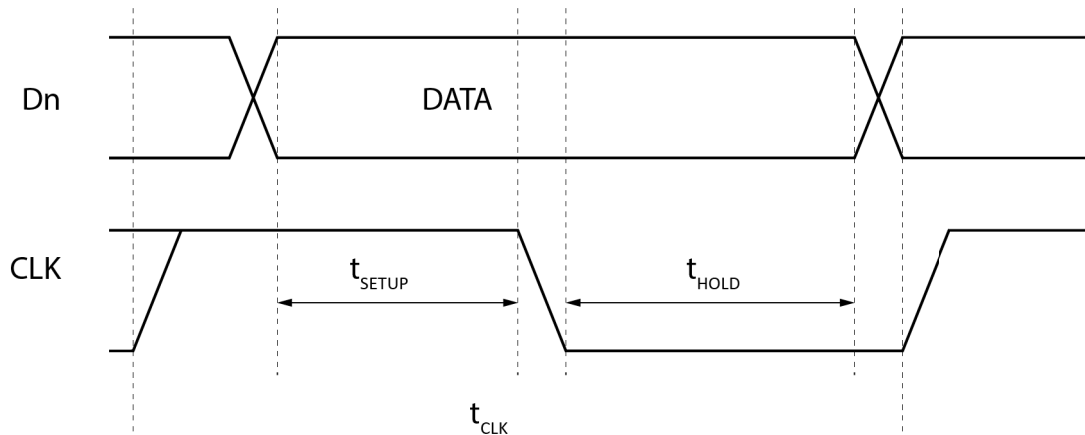 Dn
DATA
CLK
tSETUP
tHOLD
tCLK